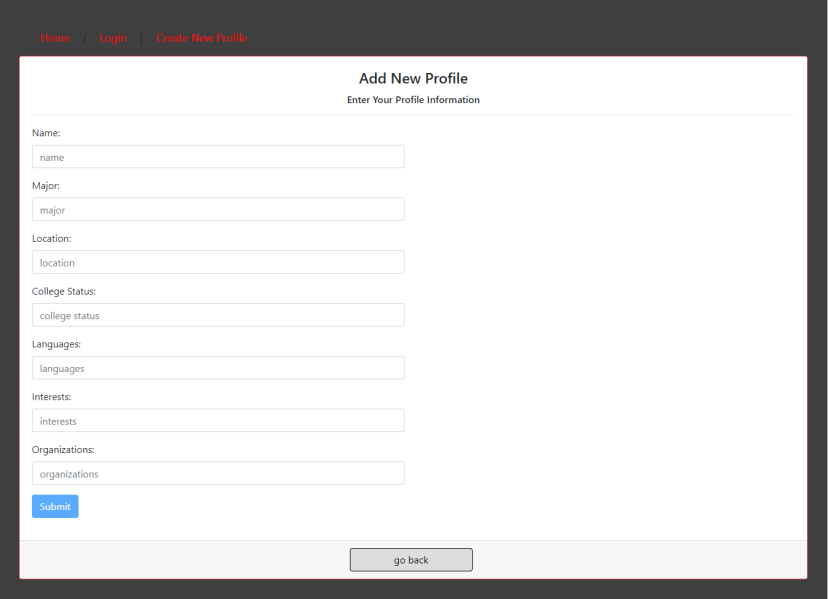 Home | Login | Create New Profile
Add New Profile
Enter Your Profile Information
Name:
name
Major:
major
Location:
location
College Status:
college status
Languages:
languages
Interests:
interests
Organizations:
organizations
Submit
go back